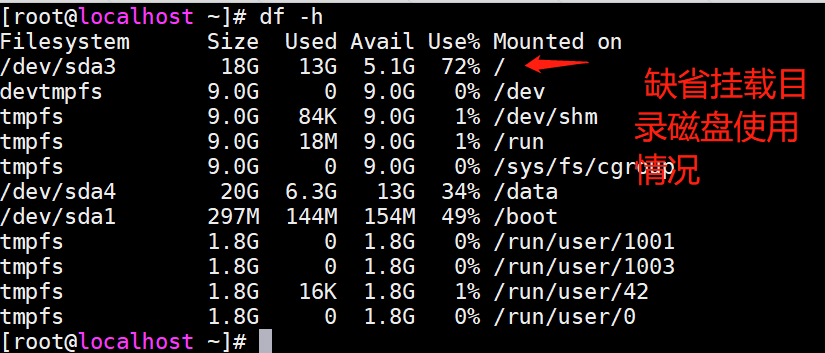 [root@localhost ~]# df -h
Filesystem      Size  Used Avail Use% Mounted on
/dev/sda3        18G   13G  5.1G  72% /
devtmpfs        9.0G     0  9.0G   0% /dev
tmpfs           9.0G   84K  9.0G   1% /dev/shm
tmpfs           9.0G   18M  9.0G   1% /run
tmpfs           9.0G     0  9.0G   0% /sys/fs/cgroup
/dev/sda4        20G  6.3G   13G  34% /data
/dev/sda1       297M  144M  154M  49% /boot
tmpfs           1.8G     0  1.8G   0% /run/user/1001
tmpfs           1.8G     0  1.8G   0% /run/user/1003
tmpfs           1.8G   16K  1.8G   1% /run/user/42
tmpfs           1.8G     0  1.8G   0% /run/user/0
[root@localhost ~]#
缺省挂载目
录磁盘使用
情况